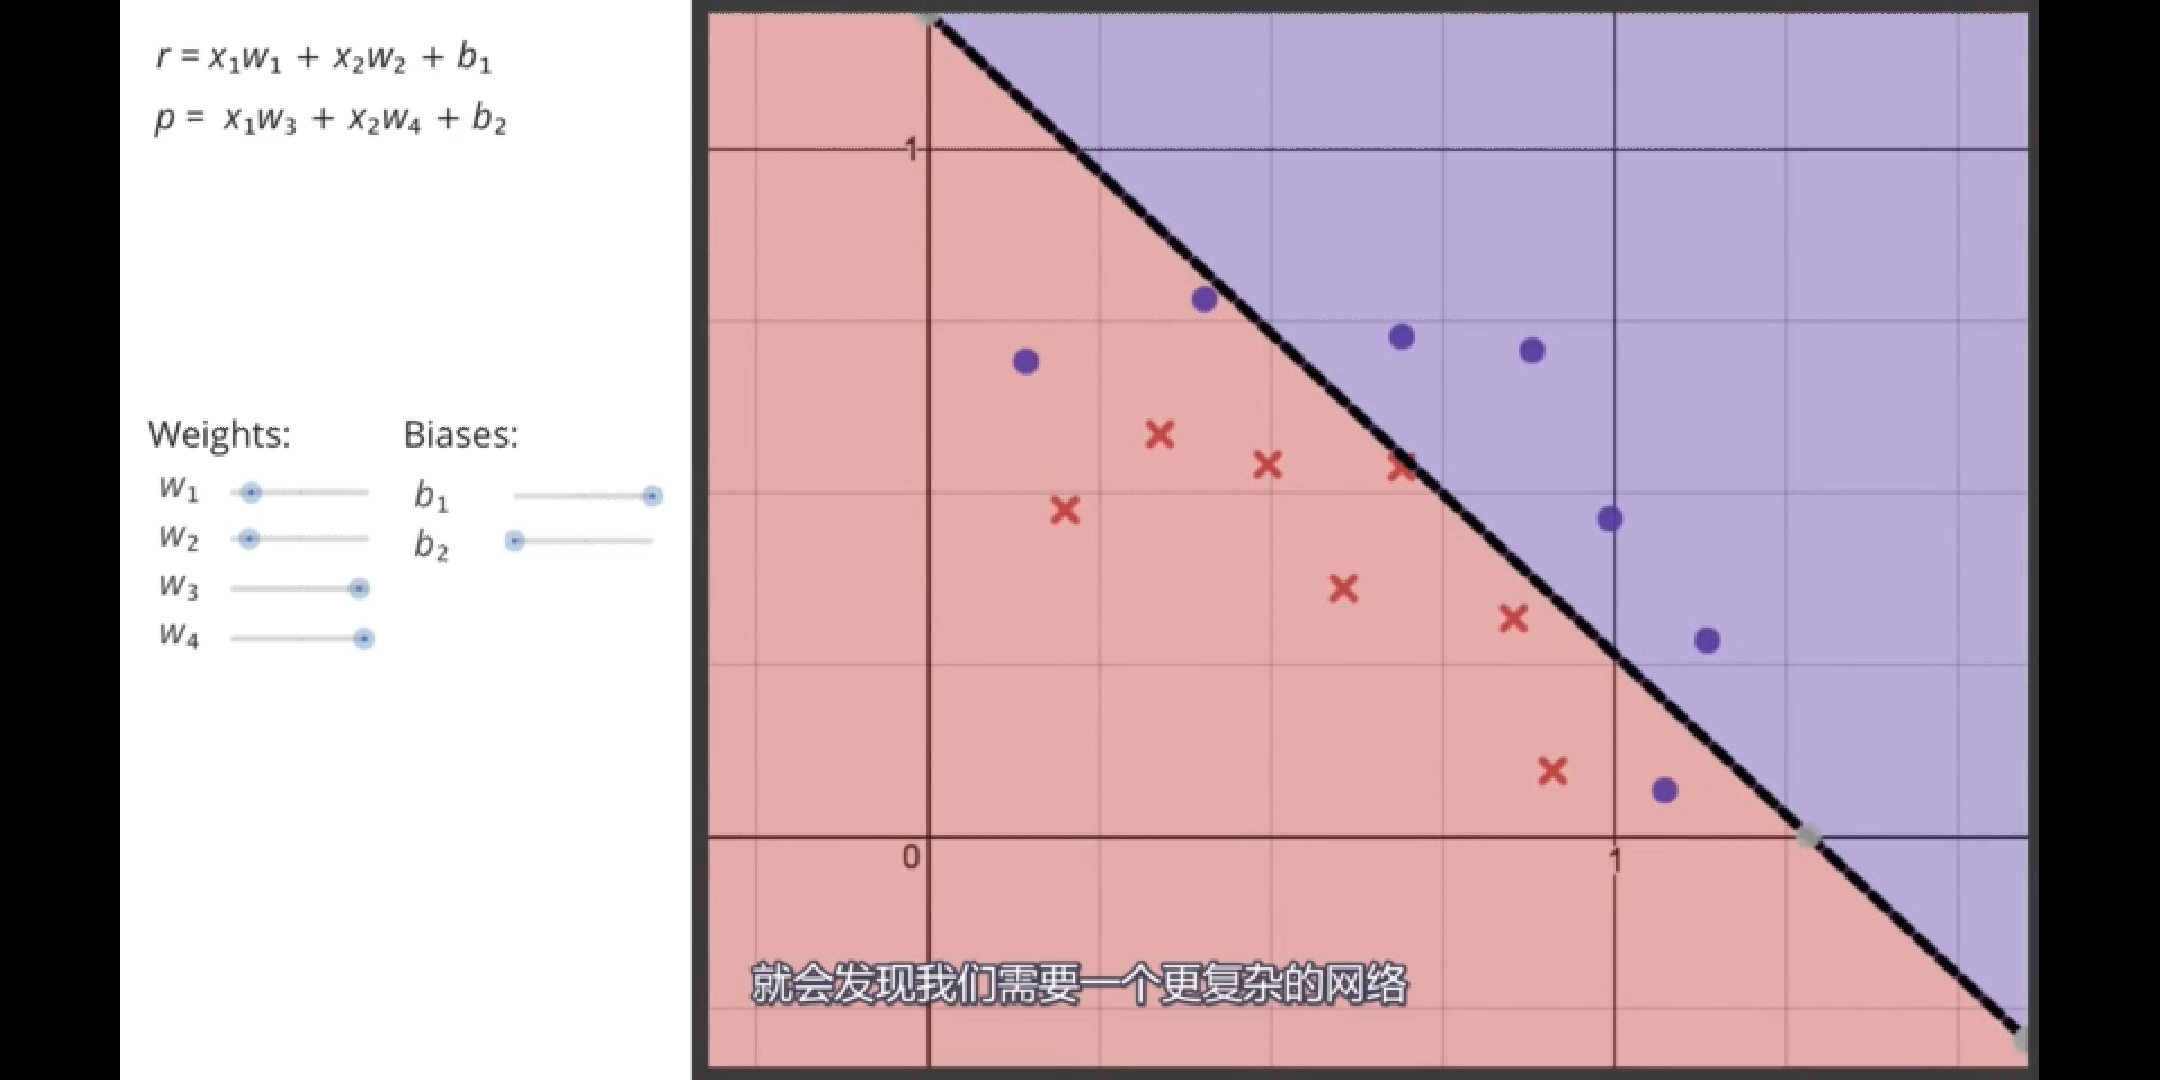 r = x₁w₁ + x₂w₂ + b₁
p = x₁w₃ + x₂w₄ + b₂
Weights:
Biases:
w₁
b₁
w₂
b₂
w₃
w₄
1
0
1
就会发现我们需要一个更复杂的网络